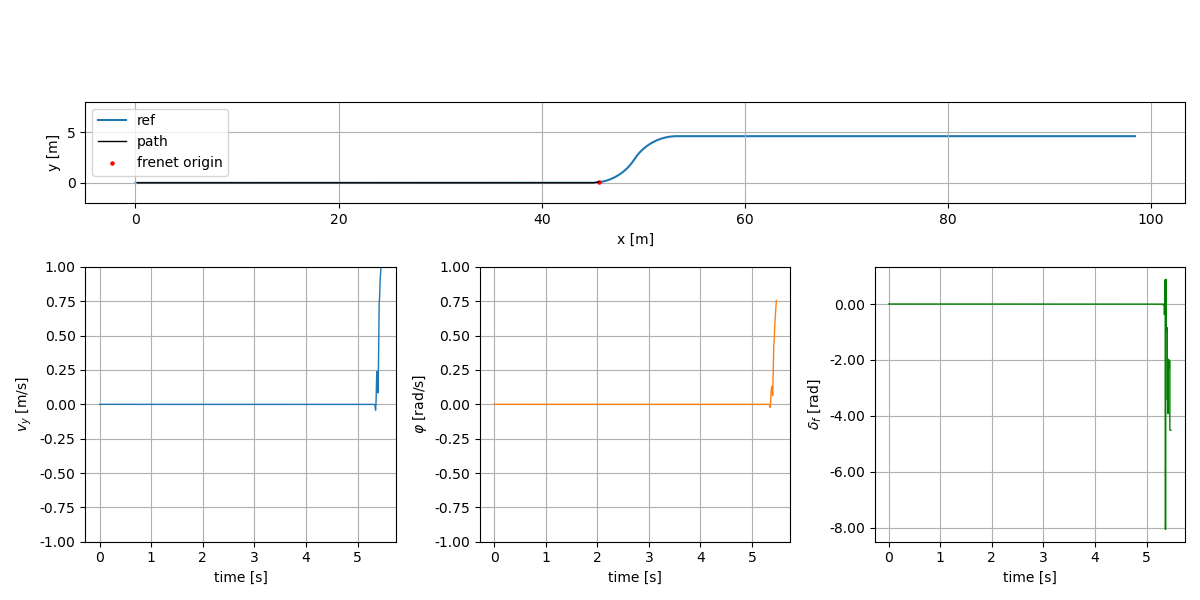 ref
path
frenet origin
5
0
y [m]
0 20 40 60 80 100
x [m]
1.00
0.75
0.50
0.25
0.00
-0.25
-0.50
-0.75
-1.00
v_y [m/s]
0 1 2 3 4 5
time [s]
1.00
0.75
0.50
0.25
0.00
-0.25
-0.50
-0.75
-1.00
φ [rad/s]
0 1 2 3 4 5
time [s]
0.00
-2.00
-4.00
-6.00
-8.00
δ_f [rad]
0 1 2 3 4 5
time [s]